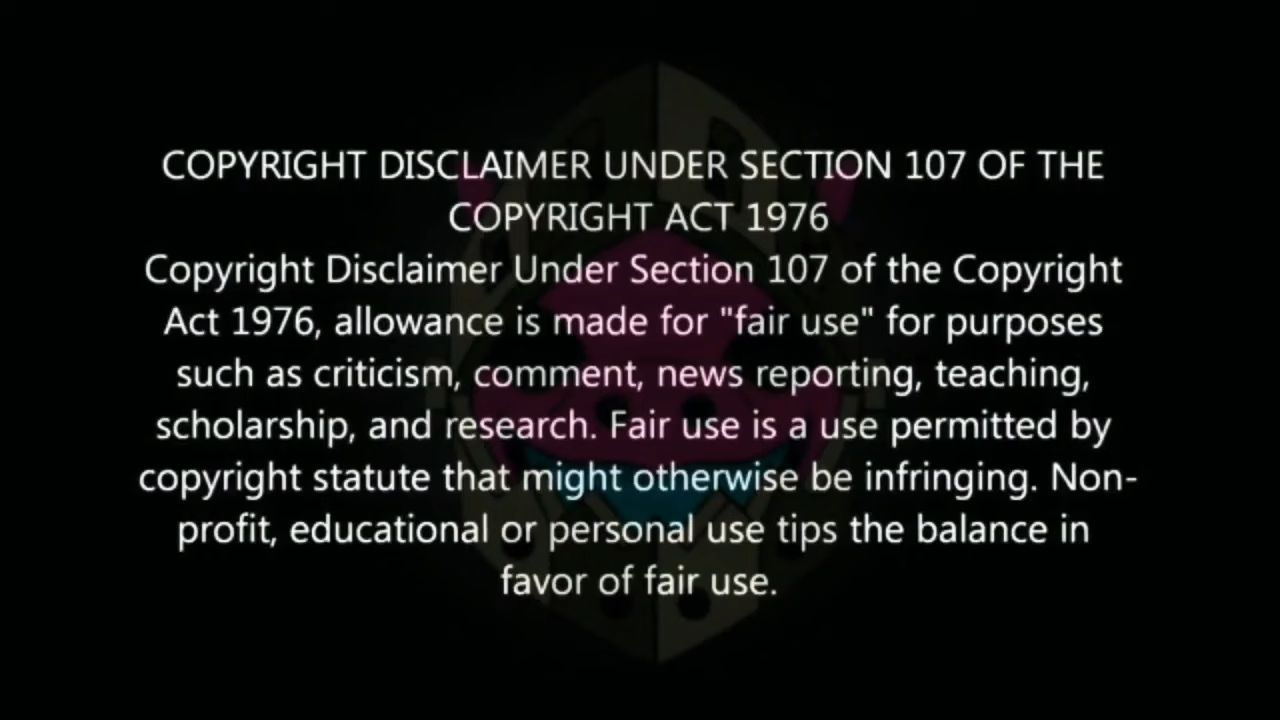 COPYRIGHT DISCLAIMER UNDER SECTION 107 OF THE
COPYRIGHT ACT 1976
Copyright Disclaimer Under Section 107 of the Copyright
Act 1976, allowance is made for "fair use" for purposes
such as criticism, comment, news reporting, teaching,
scholarship, and research. Fair use is a use permitted by
copyright statute that might otherwise be infringing. Non-
profit, educational or personal use tips the balance in
favor of fair use.